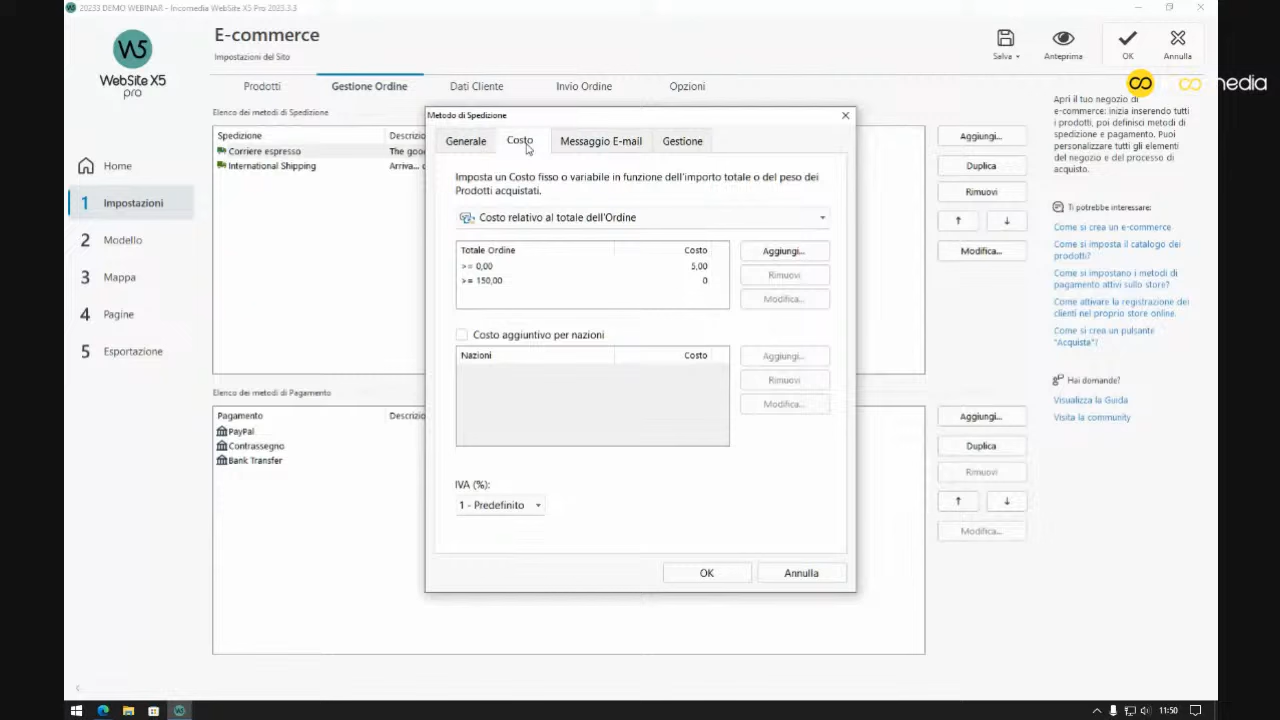 20233 DEMO WEBINAR - Incomedia WebSite X5 Pro 2023.3.3
W5
WebSite X5
pro
E-commerce
Impostazioni del Sito
Salva
Anteprima
OK
Annulla
media
Prodotti
Gestione Ordine
Dati Cliente
Invio Ordine
Opzioni
Home
1 Impostazioni
2 Modello
3 Mappa
4 Pagine
5 Esportazione
Elenco dei metodi di Spedizione
Spedizione Descrizio
Corriere espresso The good
International Shipping Arriva... c
Aggiungi...
Duplica
Rimuovi
↑ ↓
Modifica...
Elenco dei metodi di Pagamento
Pagamento Descrizio
PayPal
Contrassegno
Bank Transfer
Aggiungi...
Duplica
Rimuovi
↑ ↓
Modifica...
Metodo di Spedizione
Generale
Costo
Messaggio E-mail
Gestione
Imposta un Costo fisso o variabile in funzione dell'importo totale o del peso dei
Prodotti acquistati.
Costo relativo al totale dell'Ordine
Totale Ordine Costo
>= 0,00 5,00
>= 150,00 0
Aggiungi...
Rimuovi
Modifica...
Costo aggiuntivo per nazioni
Nazioni Costo
Aggiungi...
Rimuovi
Modifica...
IVA (%):
1 - Predefinito
OK
Annulla
Apri il tuo negozio di
e-commerce: inizia inserendo tutti
i prodotti, poi definisci metodi di
spedizione e pagamento. Puoi
personalizzare tutti gli elementi
del negozio e del processo di
acquisto.
Ti potrebbe interessare:
Come si crea un e-commerce
Come si imposta il catalogo dei
prodotti?
Come si impostano i metodi di
pagamento attivi sullo store?
Come attivare la registrazione dei
clienti nel proprio store online.
Come si crea un pulsante
"Acquista"?
Hai domande?
Visualizza la Guida
Visita la community
11:50